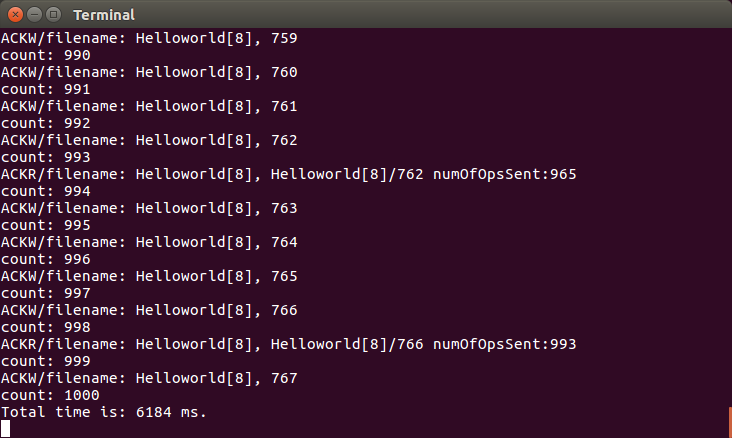 Terminal
ACKW/filename: Helloworld[8], 759
count: 990
ACKW/filename: Helloworld[8], 760
count: 991
ACKW/filename: Helloworld[8], 761
count: 992
ACKW/filename: Helloworld[8], 762
count: 993
ACKR/filename: Helloworld[8], Helloworld[8]/762 numOfOpsSent:965
count: 994
ACKW/filename: Helloworld[8], 763
count: 995
ACKW/filename: Helloworld[8], 764
count: 996
ACKW/filename: Helloworld[8], 765
count: 997
ACKW/filename: Helloworld[8], 766
count: 998
ACKR/filename: Helloworld[8], Helloworld[8]/766 numOfOpsSent:993
count: 999
ACKW/filename: Helloworld[8], 767
count: 1000
Total time is: 6184 ms.